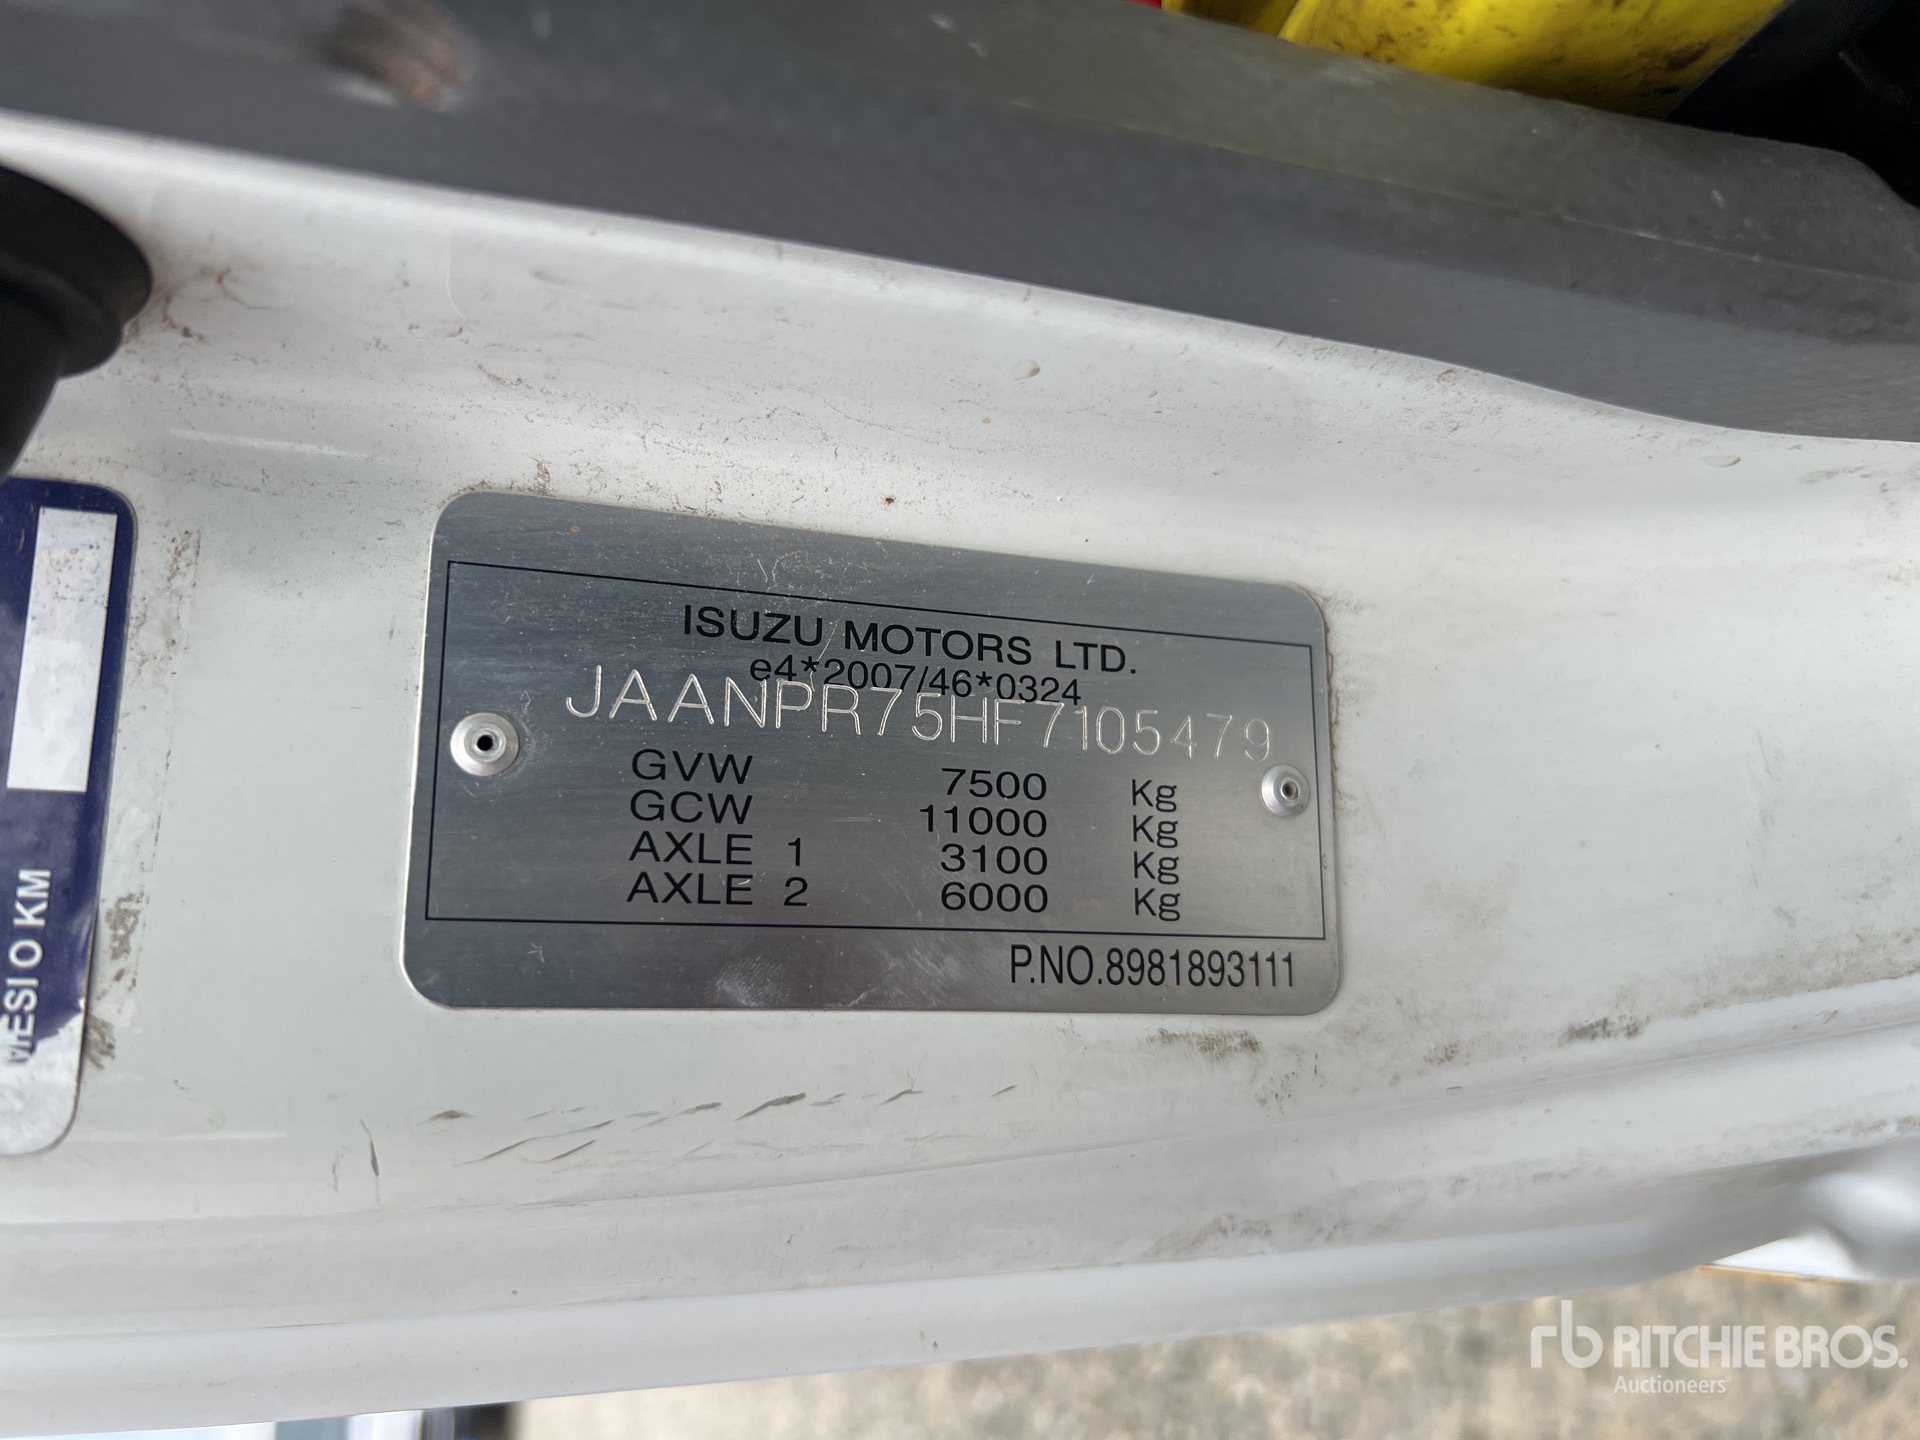 ISUZU MOTORS LTD.
e4*2007/46*0324
JAANPR75HF7105479
GVW 7500 Kg
GCW 11000 Kg
AXLE 1 3100 Kg
AXLE 2 6000 Kg
P.NO.8981893111
MESI O KM
rb RITCHIE BROS.
Auctioneers